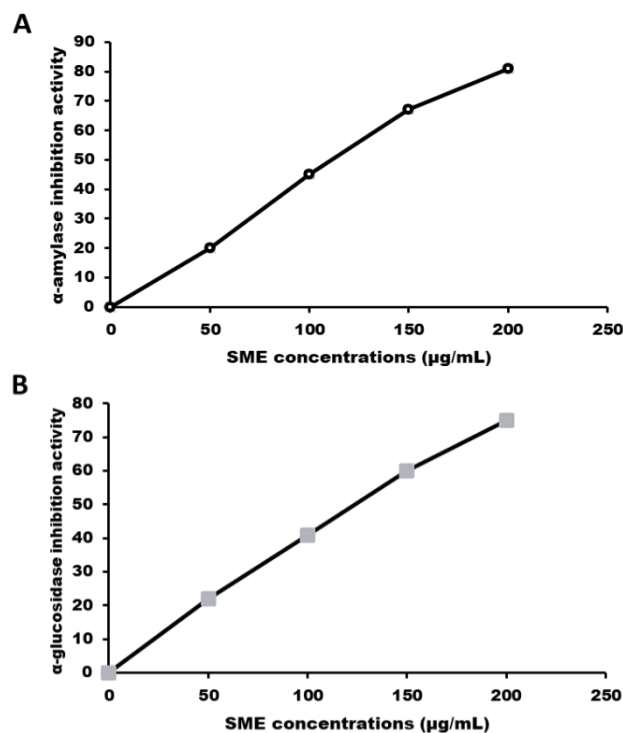 A
α-amylase inhibition activity
90
80
70
60
50
40
30
20
10
0
0 50 100 150 200 250
SME concentrations (µg/mL)
B
α-glucosidase inhibition activity
80
70
60
50
40
30
20
10
0
0 50 100 150 200 250
SME concentrations (µg/mL)